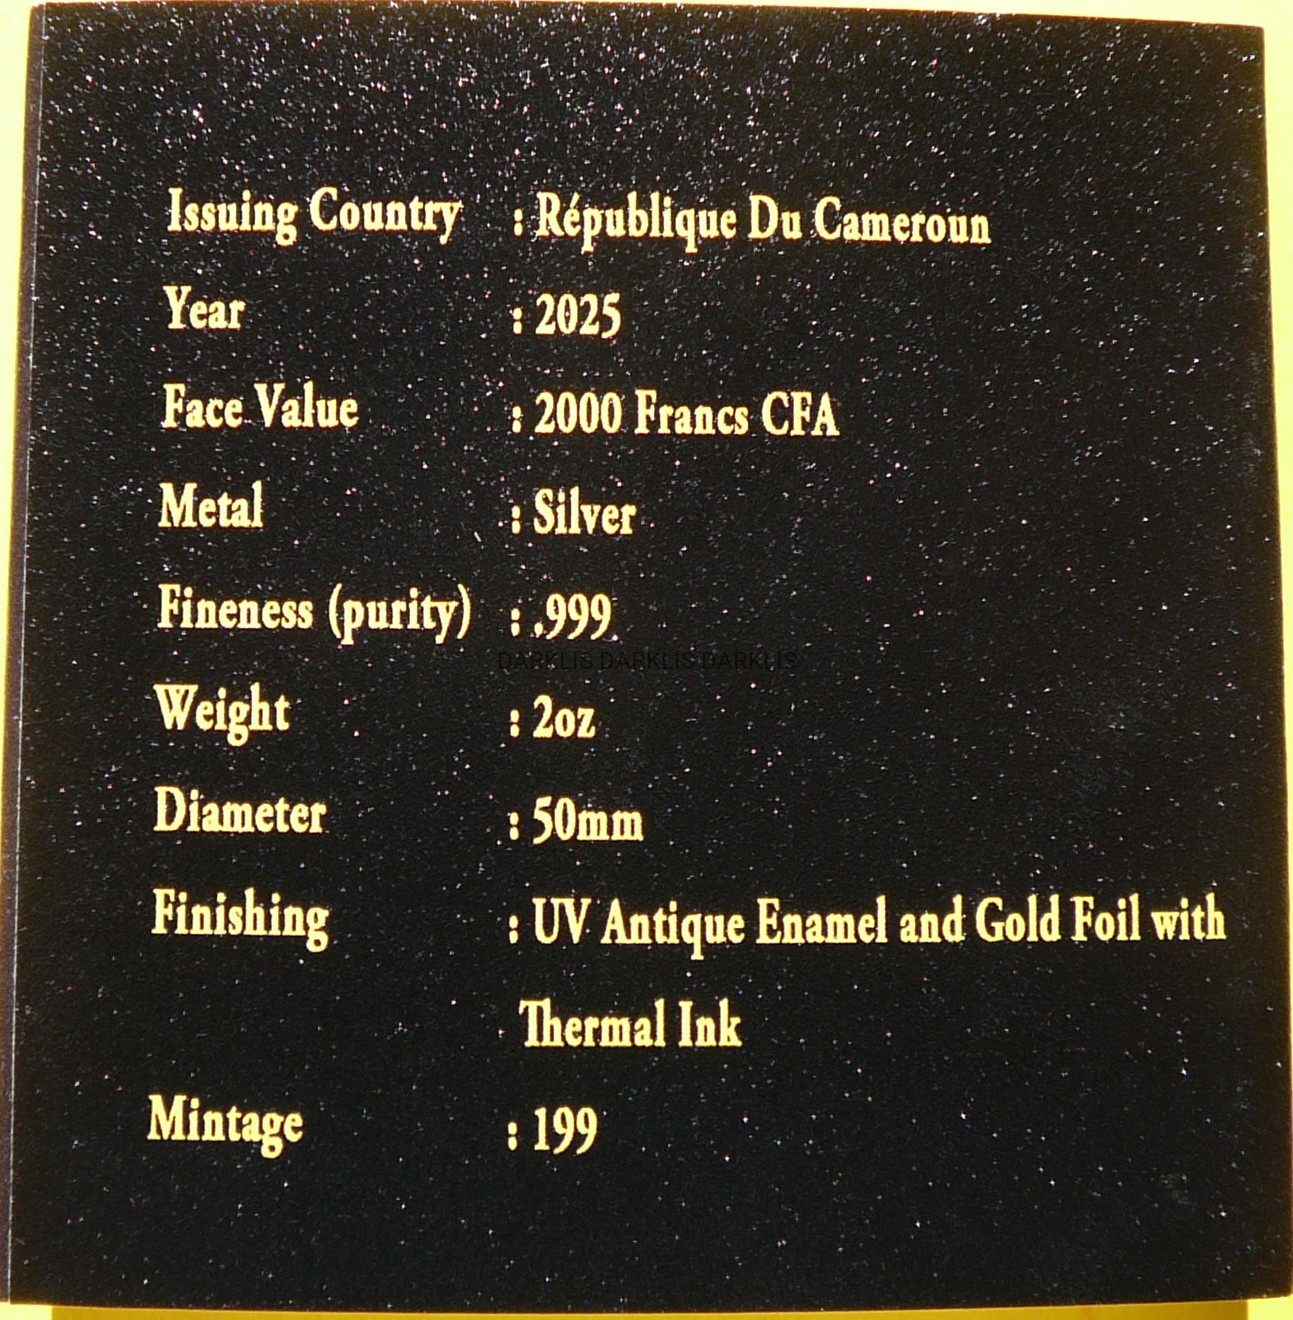 Issuing Country : République Du Cameroun
Year : 2025
Face Value : 2000 Francs CFA
Metal : Silver
Fineness (purity) : .999
DARKLIS DARKLIS DARKLIS
Weight : 2oz
Diameter : 50mm
Finishing : UV Antique Enamel and Gold Foil with
Thermal Ink
Mintage : 199